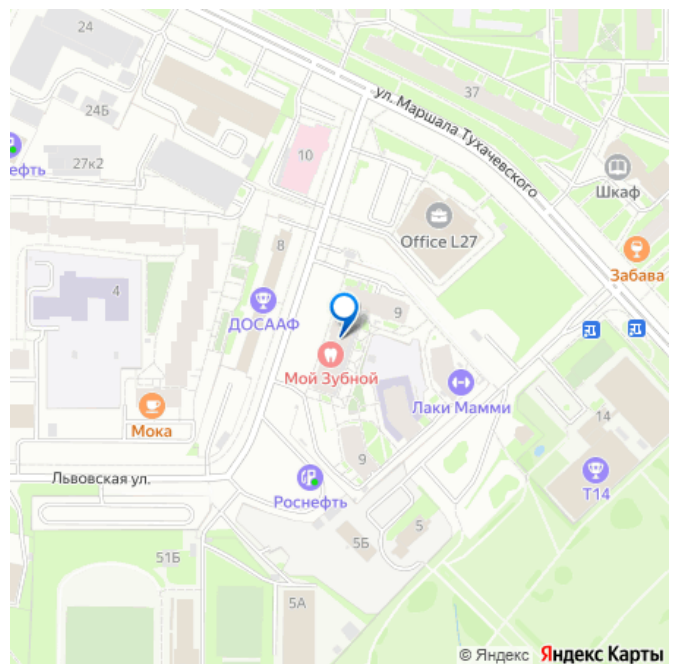 24
37
ул. Маршала Тухачевского
24Б
нефть
27к2
10
Шкаф
Office L27
8
Забава
4
ДОСААФ
9
Мой Зубной
Лаки Мамми
Мока
14
9
Львовская ул.
Роснефть
Т14
5
5Б
51Б
5А
© Яндекс Яндекс Карты